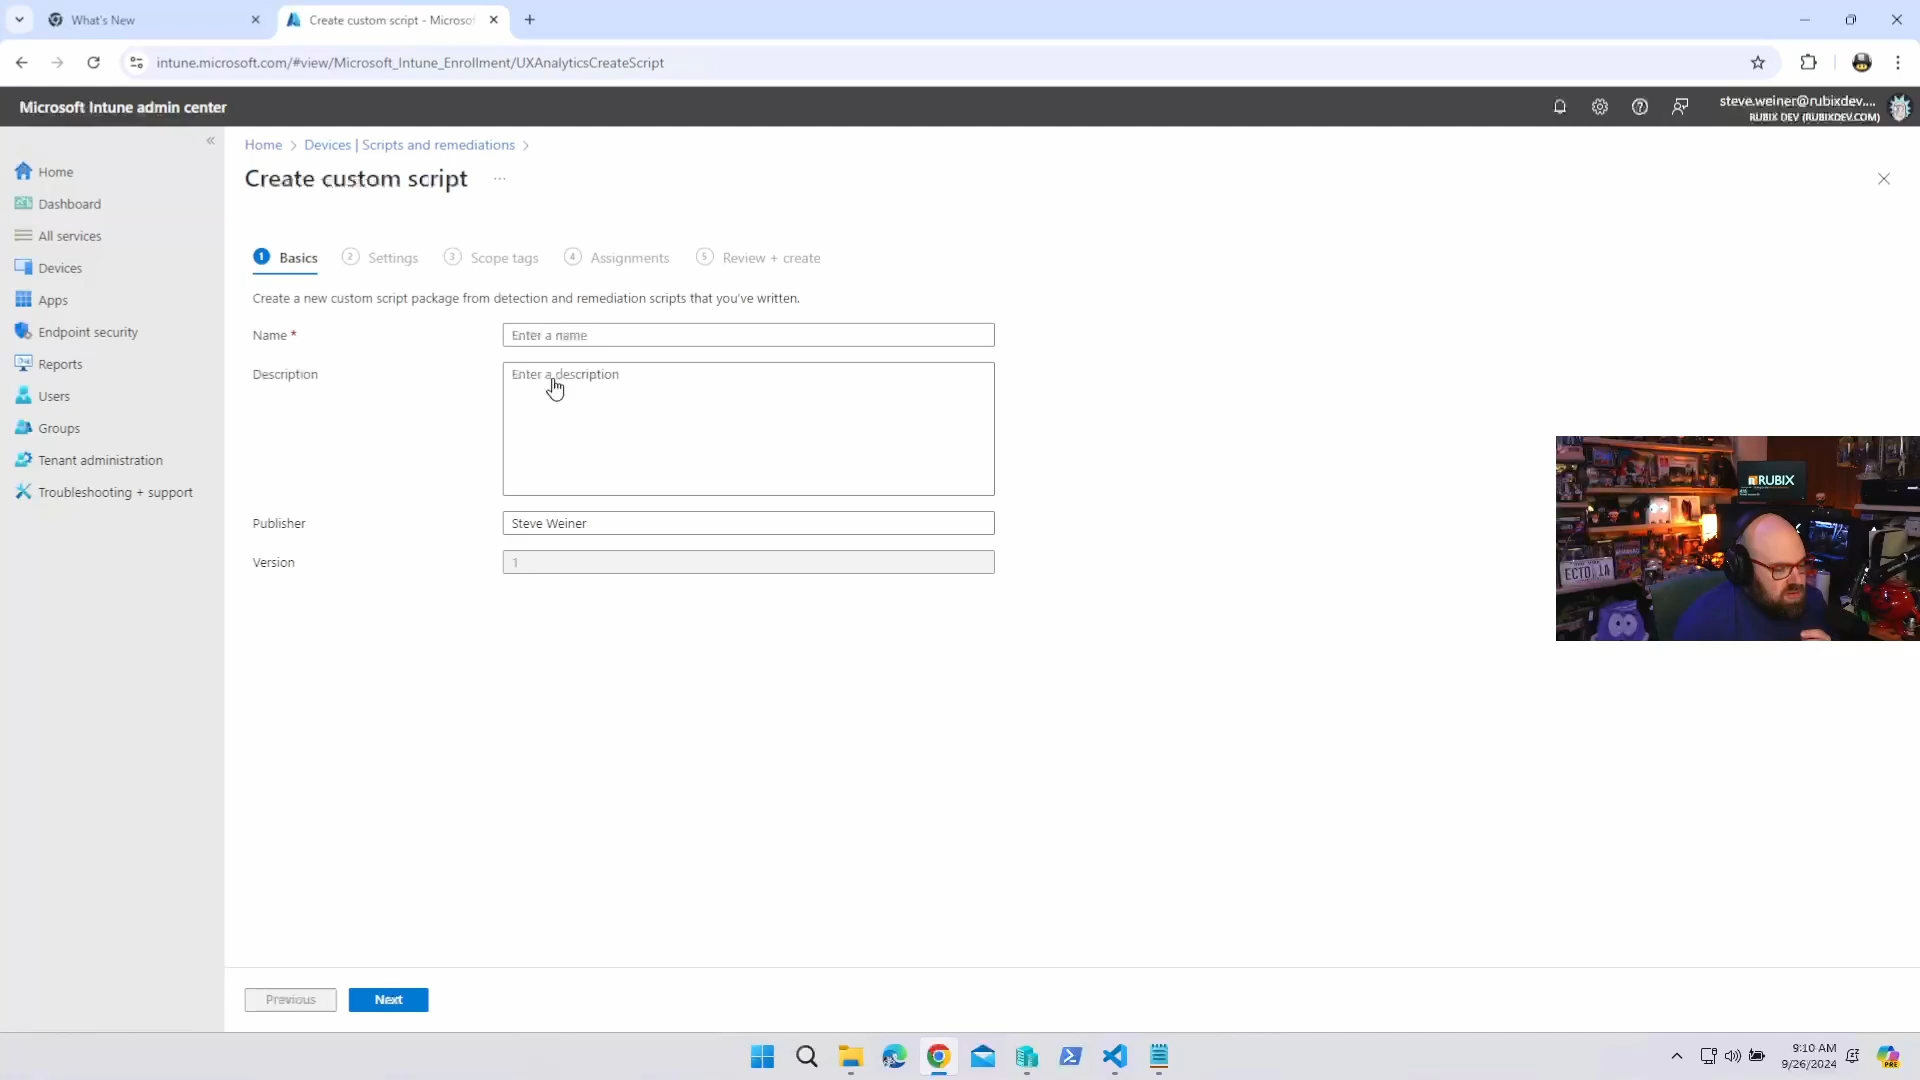 What's New
Create custom script - Microsof
intune.microsoft.com/#view/Microsoft_Intune_Enrollment/UXAnalyticsCreateScript
Microsoft Intune admin center
steve.weiner@rubixdev....
RUBIX DEV (RUBIXDEV.COM)
Home
Dashboard
All services
Devices
Apps
Endpoint security
Reports
Users
Groups
Tenant administration
Troubleshooting + support
Home > Devices | Scripts and remediations >
Create custom script ...
1 Basics
2 Settings
3 Scope tags
4 Assignments
5 Review + create
Create a new custom script package from detection and remediation scripts that you've written.
Name *
Enter a name
Description
Enter a description
Publisher
Steve Weiner
Version
1
RUBIX
ECTO 1A
Previous
Next
9:10 AM
9/26/2024
PRE